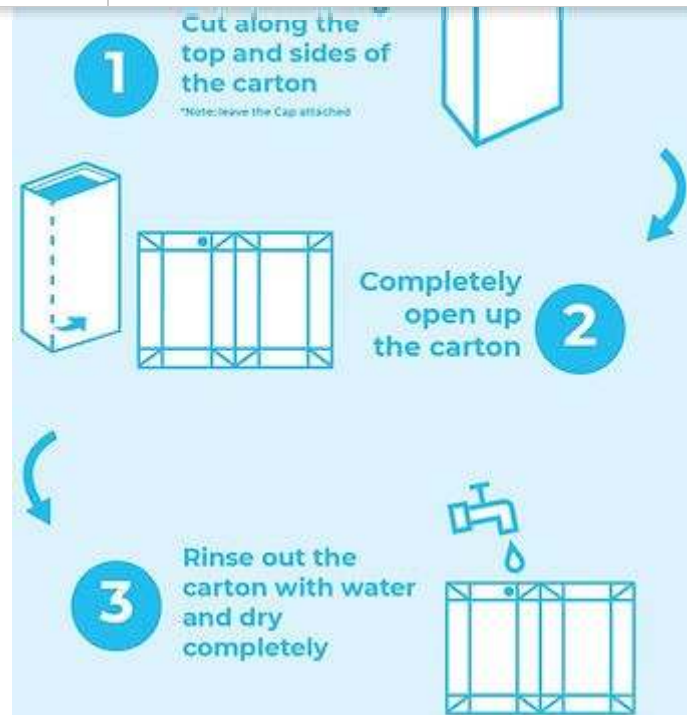 1
Cut along the
top and sides of
the carton
*Note: leave the Cap attached
Completely
open up
the carton
2
3
Rinse out the
carton with water
and dry
completely